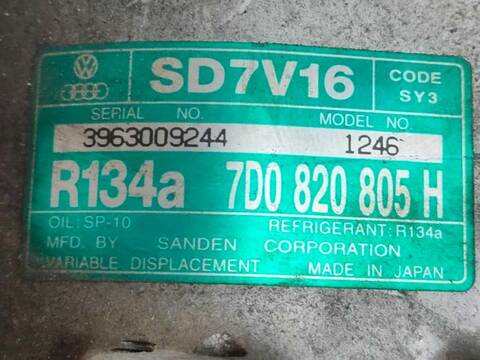 SD7V16
CODE
SY3
SERIAL NO. MODEL NO.
3963009244 1246
R134a 7D0 820 805 H
OIL: SP-10 REFRIGERANT: R134a
MFD. BY SANDEN CORPORATION
VARIABLE DISPLACEMENT MADE IN JAPAN